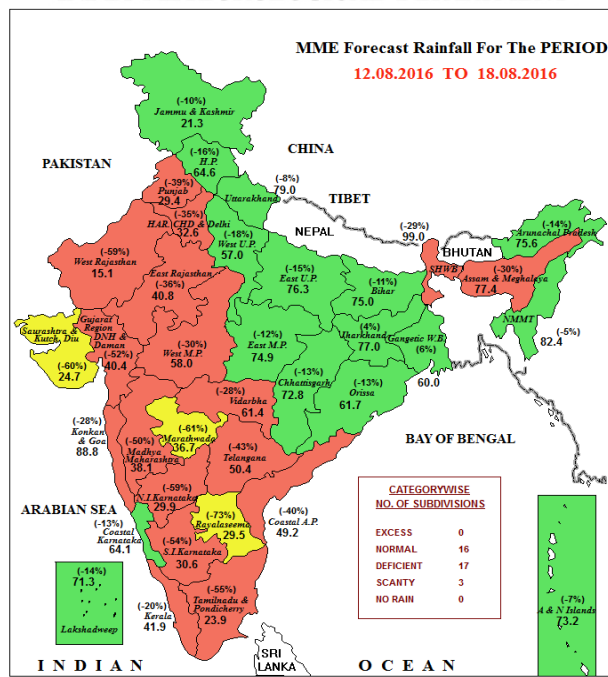 MME Forecast Rainfall For The PERIOD
12.08.2016 TO 18.08.2016
(-10%)
Jammu & Kashmir
21.3
CHINA
(-16%)
H.P.
64.6
PAKISTAN
(-39%)
Punjab
29.4
(-8%)
79.0
Uttarakhand
TIBET
(-35%)
HAR. CHD & Delhi
32.6
(-18%)
West U.P.
57.0
NEPAL
(-29%)
99.0
(-14%)
Arunachal Pradesh
75.6
BHUTAN
(-59%)
West Rajasthan
15.1
East Rajasthan
(-36%)
40.8
(-15%)
East U.P.
76.3
(-11%)
Bihar
75.0
SHWB
(-30%)
Assam & Meghalaya
77.4
NMMT
(-5%)
82.4
Saurashtra &
Kutch, Diu
(-60%)
24.7
Gujarat
Region
DNH &
Daman
(-52%)
40.4
(-30%)
West M.P.
58.0
(-12%)
East M.P.
74.9
(4%)
Jharkhand
77.0
Gangetic W.B.
(6%)
60.0
(-13%)
Chhattisgarh
72.8
(-13%)
Orissa
61.7
(-28%)
Vidarbha
61.4
(-28%)
Konkan
& Goa
88.8
(-61%)
Marathwada
36.7
(-50%)
Madhya
Maharashtra
38.1
(-43%)
Telangana
50.4
BAY OF BENGAL
ARABIAN SEA
(-59%)
N.I.Karnataka
29.9
(-73%)
Rayalaseema
29.5
(-40%)
Coastal A.P.
49.2
(-13%)
Coastal
Karnataka
64.1
(-54%)
S.I.Karnataka
30.6
CATEGORYWISE
NO. OF SUBDIVISIONS
EXCESS 0
NORMAL 16
DEFICIENT 17
SCANTY 3
NO RAIN 0
(-14%)
71.3
Lakshadweep
(-20%)
Kerala
41.9
(-55%)
Tamilnadu &
Pondicherry
23.9
(-7%)
A & N Islands
73.2
SRI
LANKA
INDIAN OCEAN